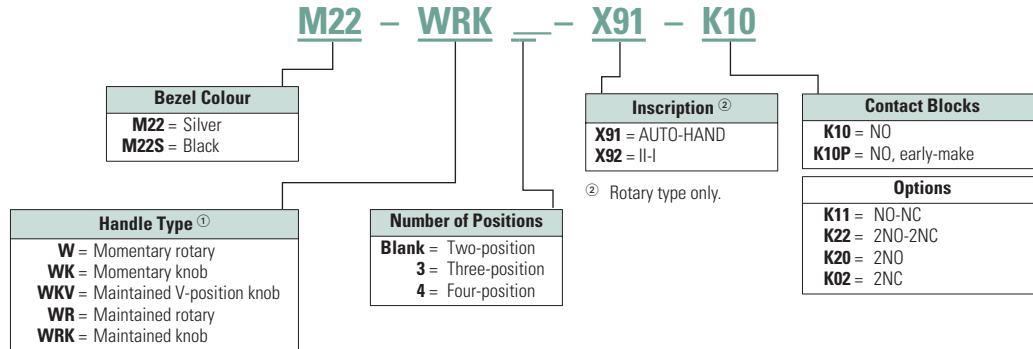 M22 – WRK _ – X91 – K10
Bezel Colour
M22 = Silver
M22S = Black
Inscription ②
X91 = AUTO-HAND
X92 = II-I
② Rotary type only.
Contact Blocks
K10 = NO
K10P = NO, early-make
Options
K11 = NO-NC
K22 = 2NO-2NC
K20 = 2NO
K02 = 2NC
Handle Type ①
W = Momentary rotary
WK = Momentary knob
WKV = Maintained V-position knob
WR = Maintained rotary
WRK = Maintained knob
Number of Positions
Blank = Two-position
3 = Three-position
4 = Four-position